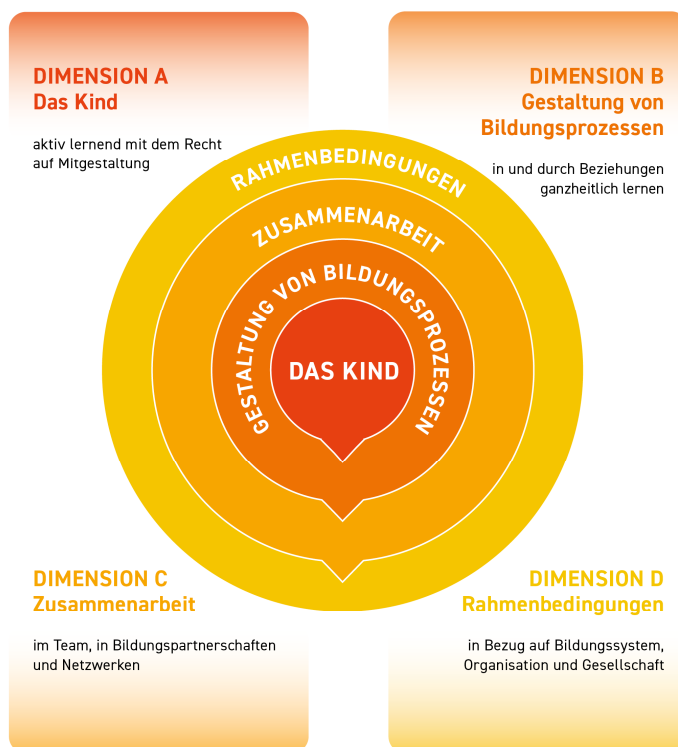 DIMENSION A
Das Kind
aktiv lernend mit dem Recht
auf Mitgestaltung
DIMENSION B
Gestaltung von
Bildungsprozessen
in und durch Beziehungen
ganzheitlich lernen
RAHMENBEDINGUNGEN
ZUSAMMENARBEIT
GESTALTUNG VON BILDUNGSPROZESSEN
DAS KIND
DIMENSION C
Zusammenarbeit
im Team, in Bildungspartnerschaften
und Netzwerken
DIMENSION D
Rahmenbedingungen
in Bezug auf Bildungssystem,
Organisation und Gesellschaft